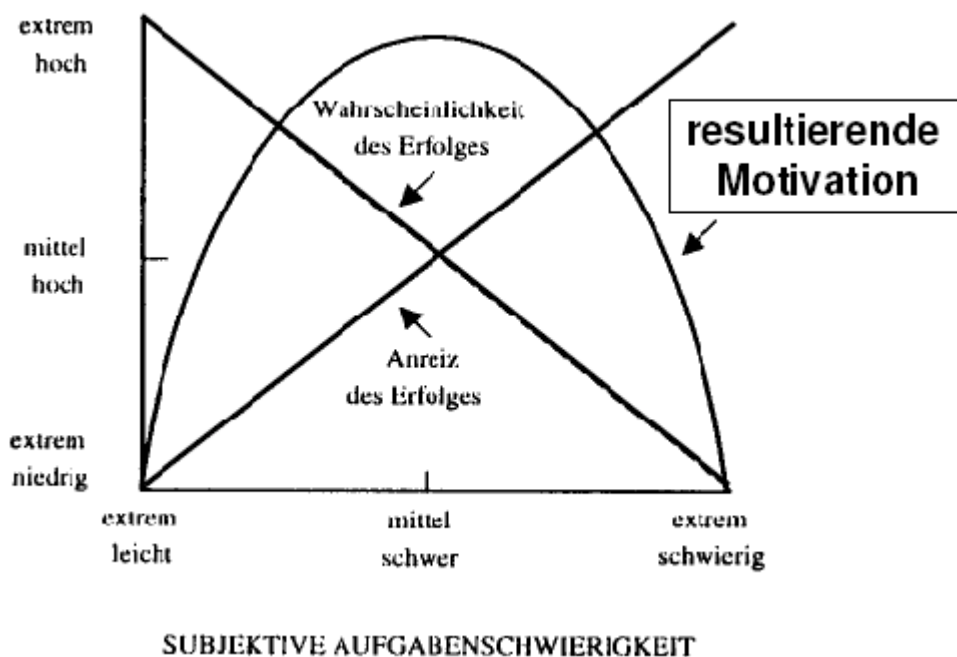 extrem
hoch
Wahrscheinlichkeit
des Erfolges
resultierende
Motivation
mittel
hoch
Anreiz
des Erfolges
extrem
niedrig
extrem
leicht
mittel
schwer
extrem
schwierig
SUBJEKTIVE AUFGABENSCHWIERIGKEIT